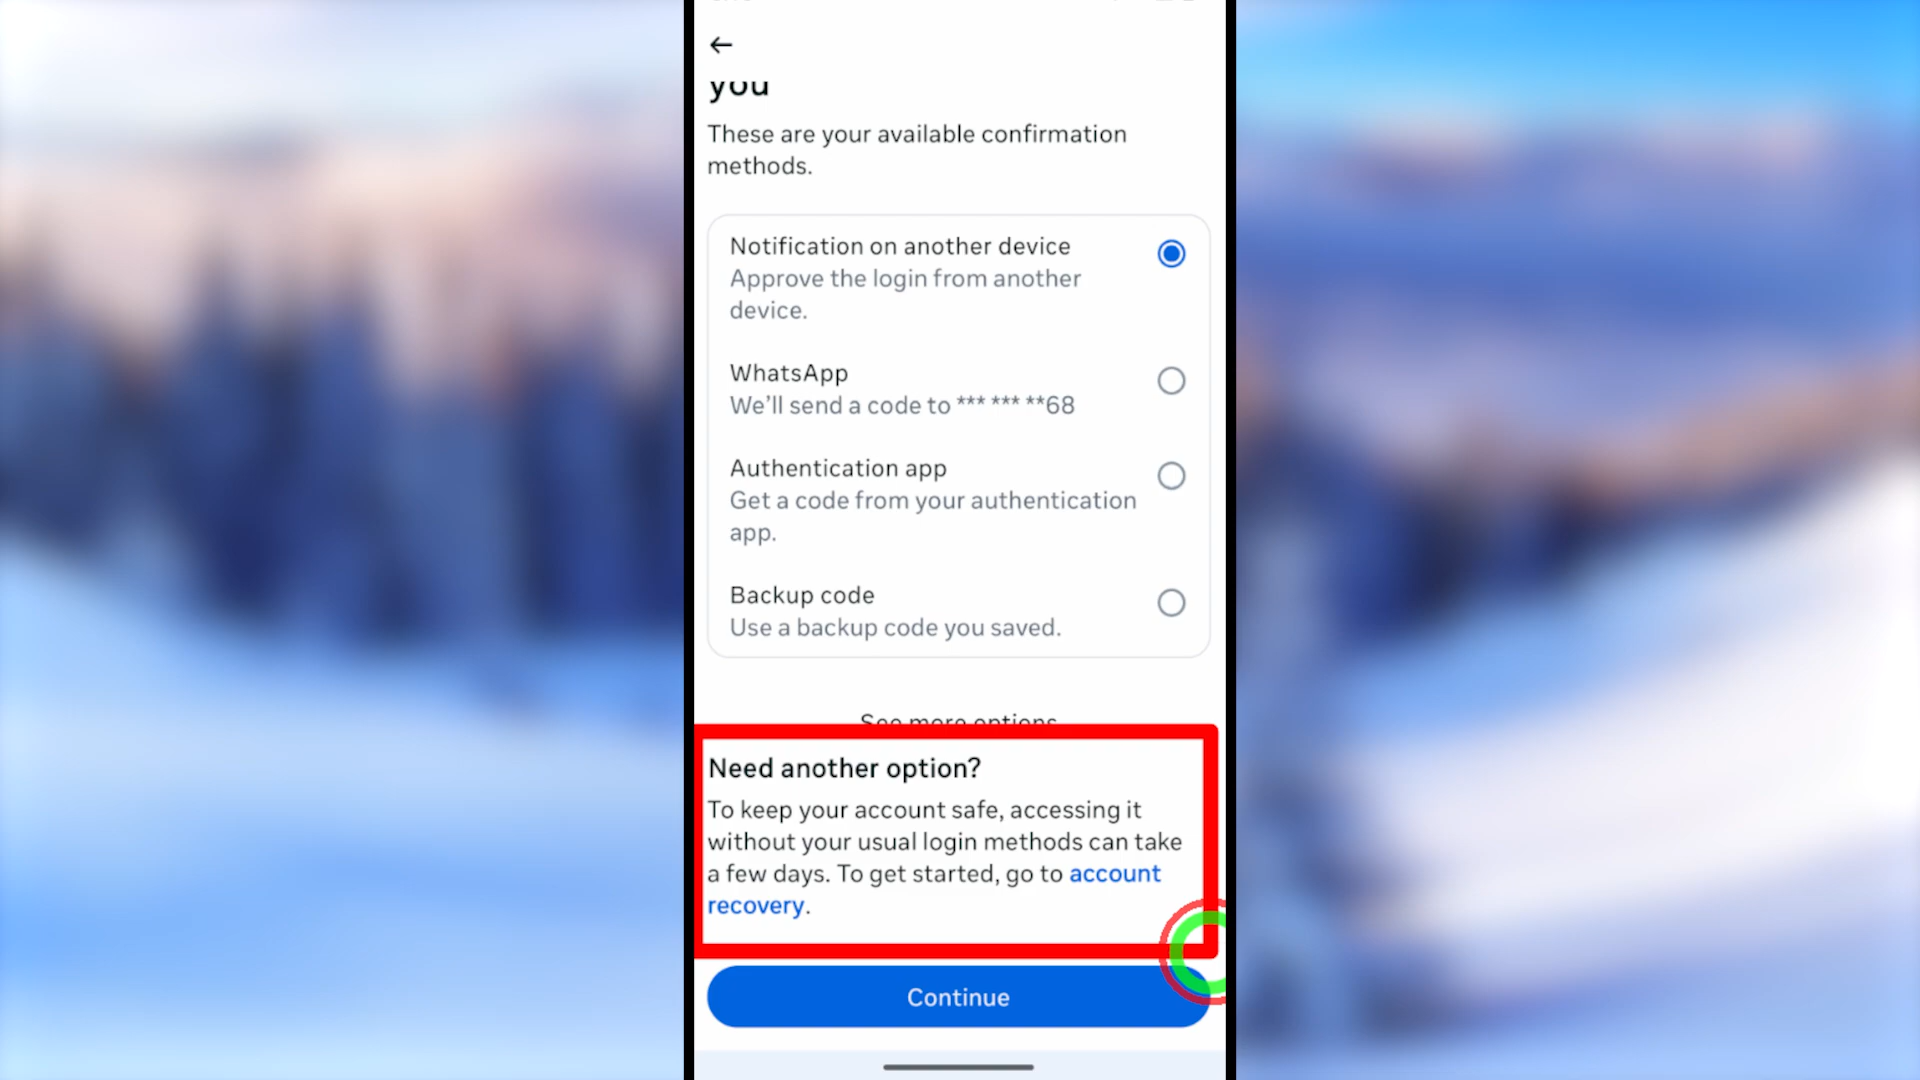 you
These are your available confirmation
methods.
Notification on another device
Approve the login from another
device.
WhatsApp
We'll send a code to *** *** **68
Authentication app
Get a code from your authentication
app.
Backup code
Use a backup code you saved.
See more options
Need another option?
To keep your account safe, accessing it
without your usual login methods can take
a few days. To get started, go to account
recovery.
Continue